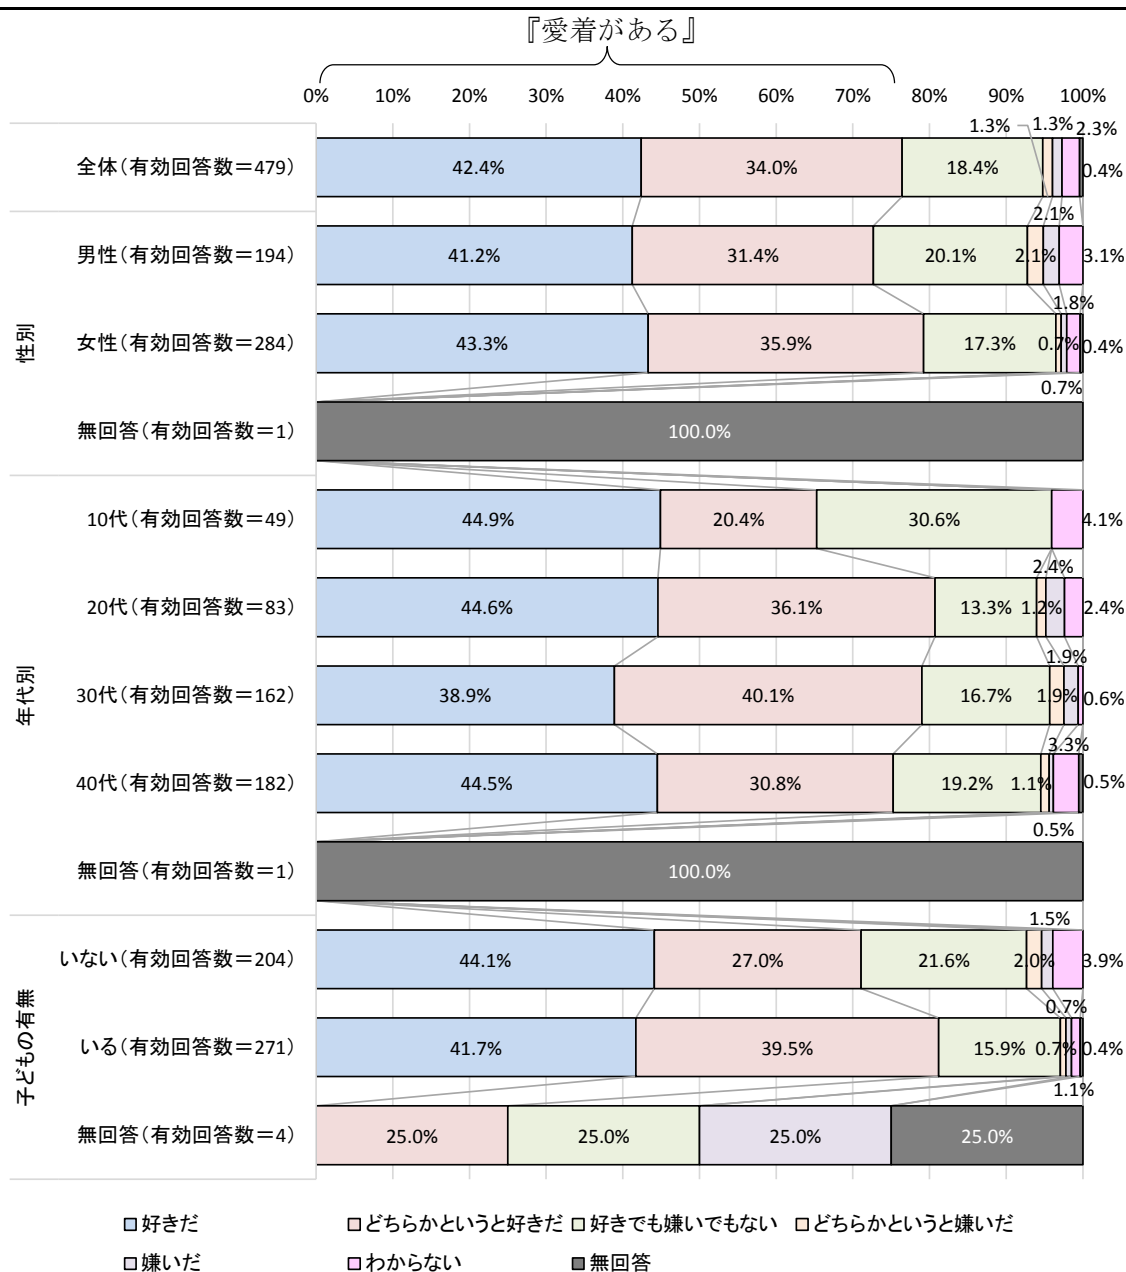 『愛着がある』
0% 10% 20% 30% 40% 50% 60% 70% 80% 90% 100%
1.3% 1.3% 2.3%
全体(有効回答数=479) 42.4% 34.0% 18.4% 0.4%
2.1%
男性(有効回答数=194) 41.2% 31.4% 20.1% 2.1% 3.1%
1.8%
女性(有効回答数=284) 43.3% 35.9% 17.3% 0.7% 0.4%
0.7%
無回答(有効回答数=1) 100.0%
10代(有効回答数=49) 44.9% 20.4% 30.6% 4.1%
2.4%
20代(有効回答数=83) 44.6% 36.1% 13.3% 1.2% 2.4%
1.9%
30代(有効回答数=162) 38.9% 40.1% 16.7% 1.9% 0.6%
3.3%
40代(有効回答数=182) 44.5% 30.8% 19.2% 1.1% 0.5%
0.5%
無回答(有効回答数=1) 100.0%
1.5%
いない(有効回答数=204) 44.1% 27.0% 21.6% 2.0% 3.9%
0.7%
いる(有効回答数=271) 41.7% 39.5% 15.9% 0.7% 0.4%
1.1%
無回答(有効回答数=4) 25.0% 25.0% 25.0% 25.0%
性別
年代別
子どもの有無
好きだ どちらかというと好きだ 好きでも嫌いでもない どちらかというと嫌いだ
嫌いだ わからない 無回答